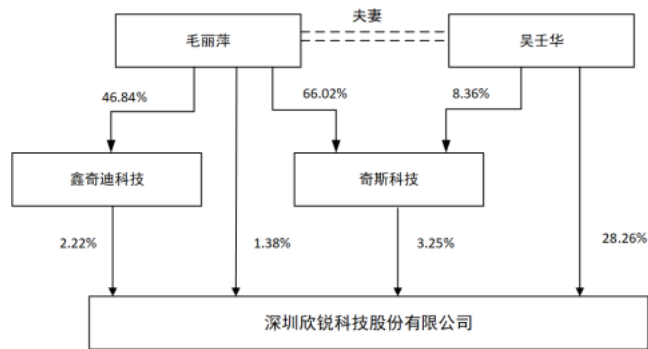 夫妻
毛丽萍
吴壬华
46.84%
66.02%
8.36%
鑫奇迪科技
奇斯科技
2.22%
1.38%
3.25%
28.26%
深圳欣锐科技股份有限公司